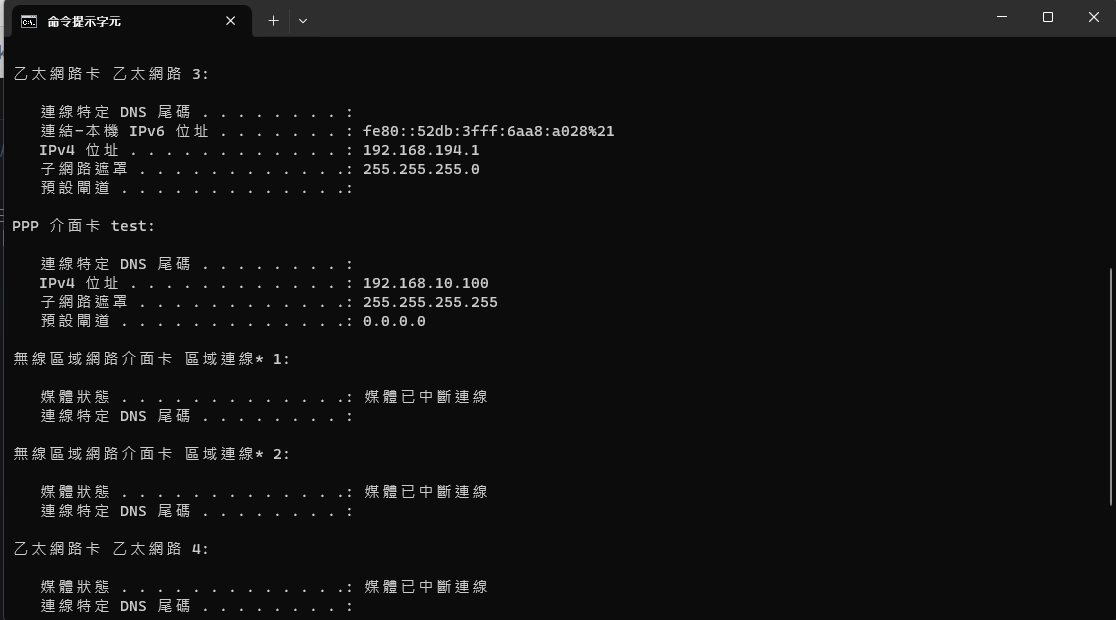 命令提示字元
乙太網路卡 乙太網路 3:
連線特定 DNS 尾碼 . . . . . . . . :
連結-本機 IPv6 位址 . . . . . . . : fe80::52db:3fff:6aa8:a028%21
IPv4 位址 . . . . . . . . . . . . : 192.168.194.1
子網路遮罩 . . . . . . . . . . . .: 255.255.255.0
預設閘道 . . . . . . . . . . . . .:
PPP 介面卡 test:
連線特定 DNS 尾碼 . . . . . . . . :
IPv4 位址 . . . . . . . . . . . . : 192.168.10.100
子網路遮罩 . . . . . . . . . . . .: 255.255.255.255
預設閘道 . . . . . . . . . . . . .: 0.0.0.0
無線區域網路介面卡 區域連線* 1:
媒體狀態 . . . . . . . . . . . . .: 媒體已中斷連線
連線特定 DNS 尾碼 . . . . . . . . :
無線區域網路介面卡 區域連線* 2:
媒體狀態 . . . . . . . . . . . . .: 媒體已中斷連線
連線特定 DNS 尾碼 . . . . . . . . :
乙太網路卡 乙太網路 4:
媒體狀態 . . . . . . . . . . . . .: 媒體已中斷連線
連線特定 DNS 尾碼 . . . . . . . . :